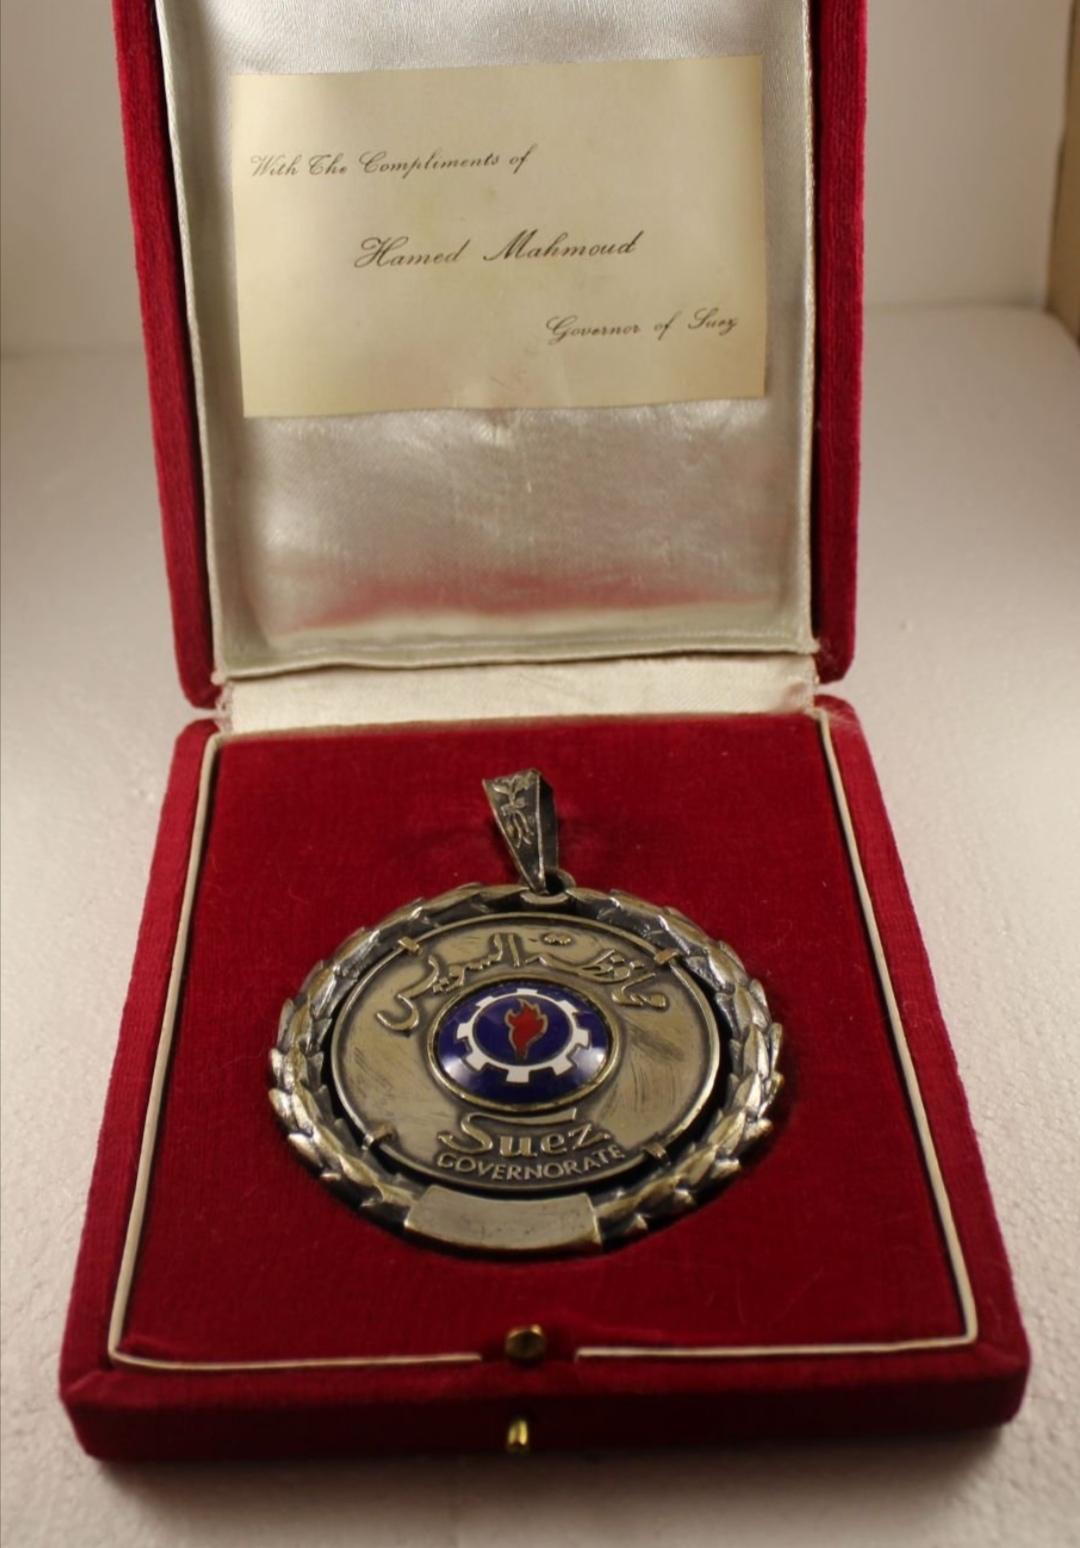 With The Compliments of
Hamed Mahmoud
Governor of Suez
محافظة السويس
Suez
GOVERNORATE